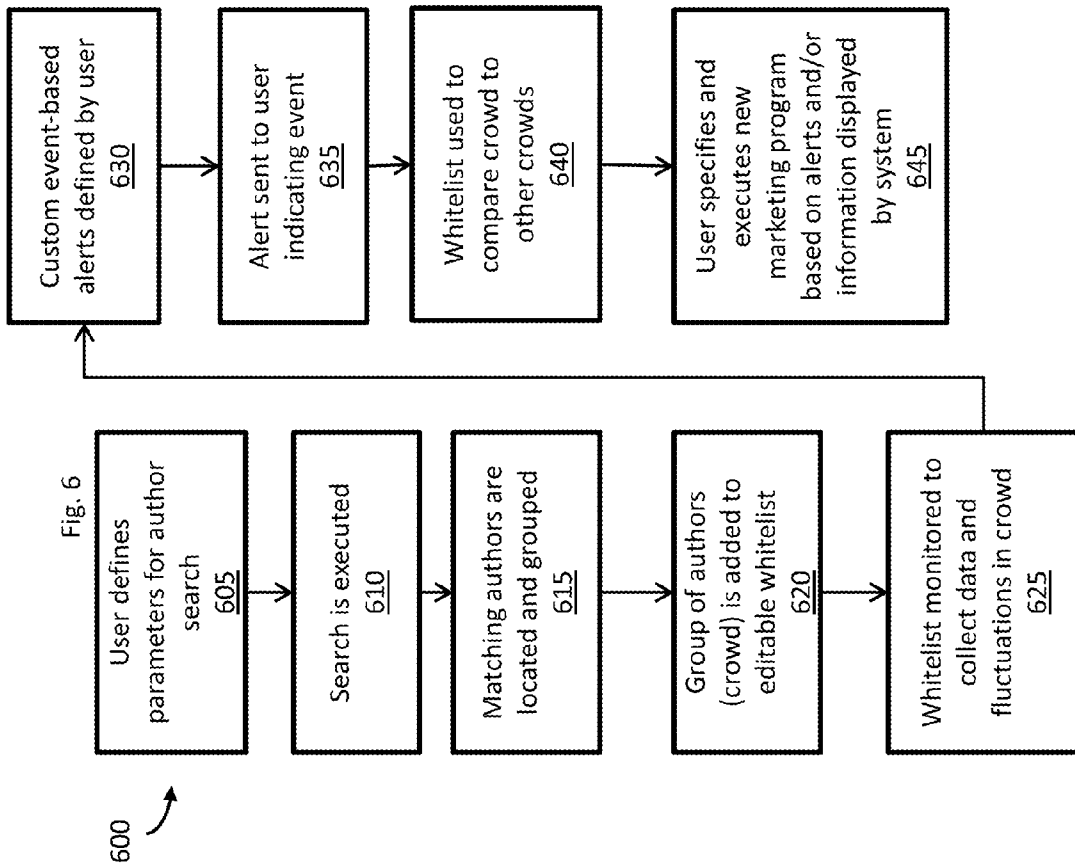 Fig. 6
600
User defines
parameters for author
search
605
Search is executed
610
Matching authors are
located and grouped
615
Group of authors
(crowd) is added to
editable whitelist
620
Whitelist monitored to
collect data and
fluctuations in crowd
625
Custom event-based
alerts defined by user
630
Alert sent to user
indicating event
635
Whitelist used to
compare crowd to
other crowds
640
User specifies and
executes new
marketing program
based on alerts and/or
information displayed
by system
645